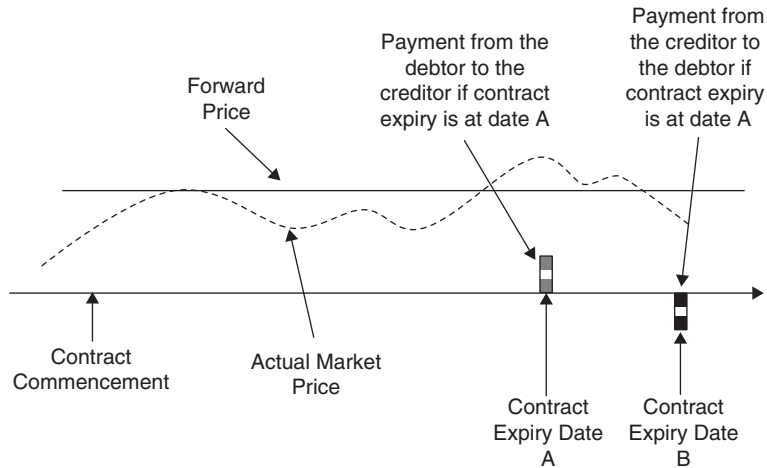 Payment from the
debtor to the
creditor if contract
expiry is at date A
Payment from
the creditor to
the debtor if
contract expiry
is at date A
Forward
Price
Contract
Commencement
Actual Market
Price
Contract
Expiry Date
A
Contract
Expiry Date
B